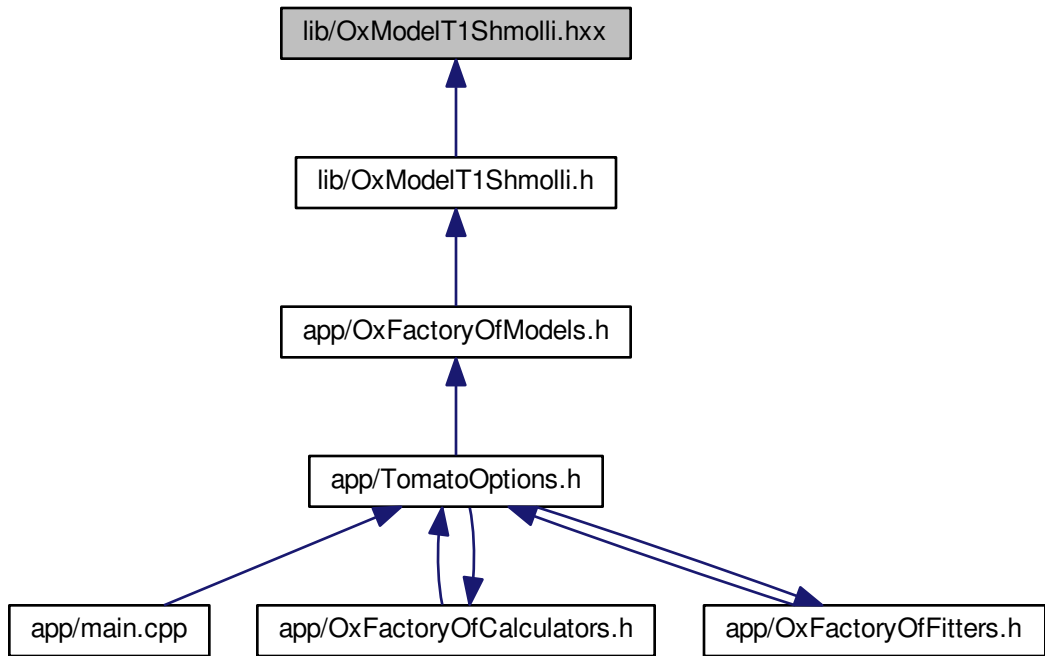 lib/OxModelT1Shmolli.hxx
lib/OxModelT1Shmolli.h
app/OxFactoryOfModels.h
app/TomatoOptions.h
app/main.cpp
app/OxFactoryOfCalculators.h
app/OxFactoryOfFitters.h